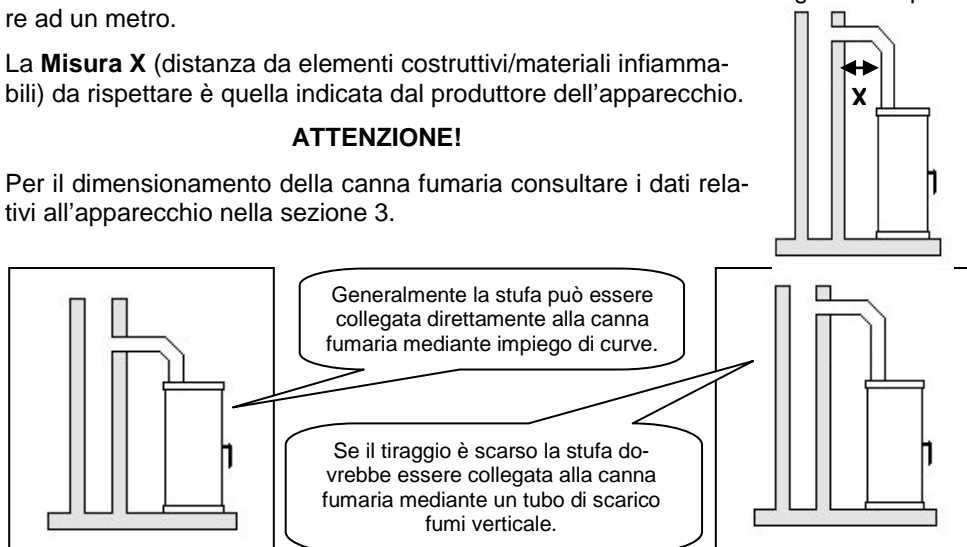 re ad un metro.
La Misura X (distanza da elementi costruttivi/materiali infiamma-
bili) da rispettare è quella indicata dal produttore dell'apparecchio.
ATTENZIONE!
Per il dimensionamento della canna fumaria consultare i dati rela-
tivi all'apparecchio nella sezione 3.
X
Generalmente la stufa può essere
collegata direttamente alla canna
fumaria mediante impiego di curve.
Se il tiraggio è scarso la stufa do-
vrebbe essere collegata alla canna
fumaria mediante un tubo di scarico
fumi verticale.